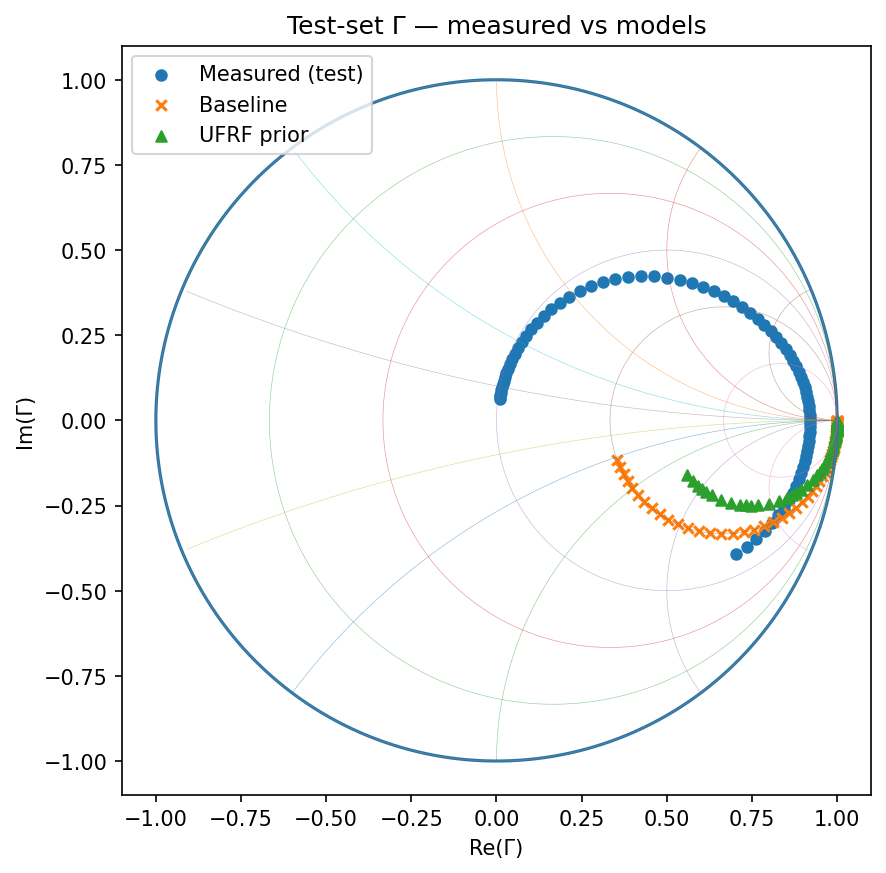 Test-set Γ — measured vs models
Measured (test)
Baseline
UFRF prior
1.00
0.75
0.50
0.25
0.00
−0.25
−0.50
−0.75
−1.00
Im(Γ)
−1.00 −0.75 −0.50 −0.25 0.00 0.25 0.50 0.75 1.00
Re(Γ)